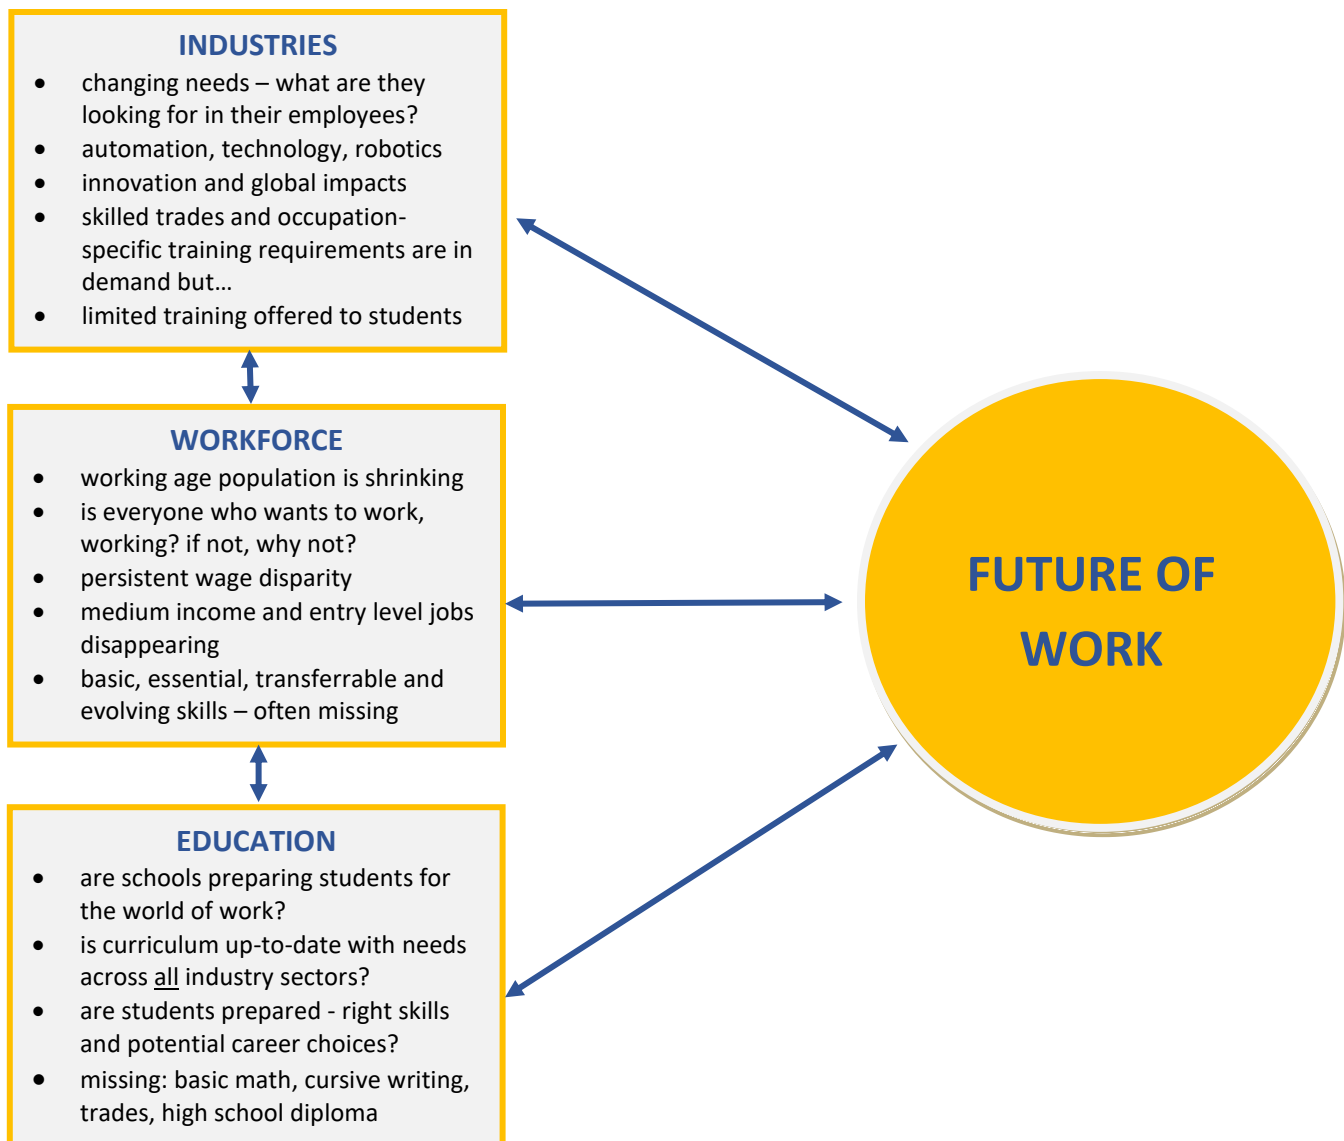 INDUSTRIES
• changing needs – what are they
looking for in their employees?
• automation, technology, robotics
• innovation and global impacts
• skilled trades and occupation-
specific training requirements are in
demand but…
• limited training offered to students
WORKFORCE
• working age population is shrinking
• is everyone who wants to work,
working? if not, why not?
• persistent wage disparity
• medium income and entry level jobs
disappearing
• basic, essential, transferrable and
evolving skills – often missing
EDUCATION
• are schools preparing students for
the world of work?
• is curriculum up-to-date with needs
across all industry sectors?
• are students prepared - right skills
and potential career choices?
• missing: basic math, cursive writing,
trades, high school diploma
FUTURE OF
WORK